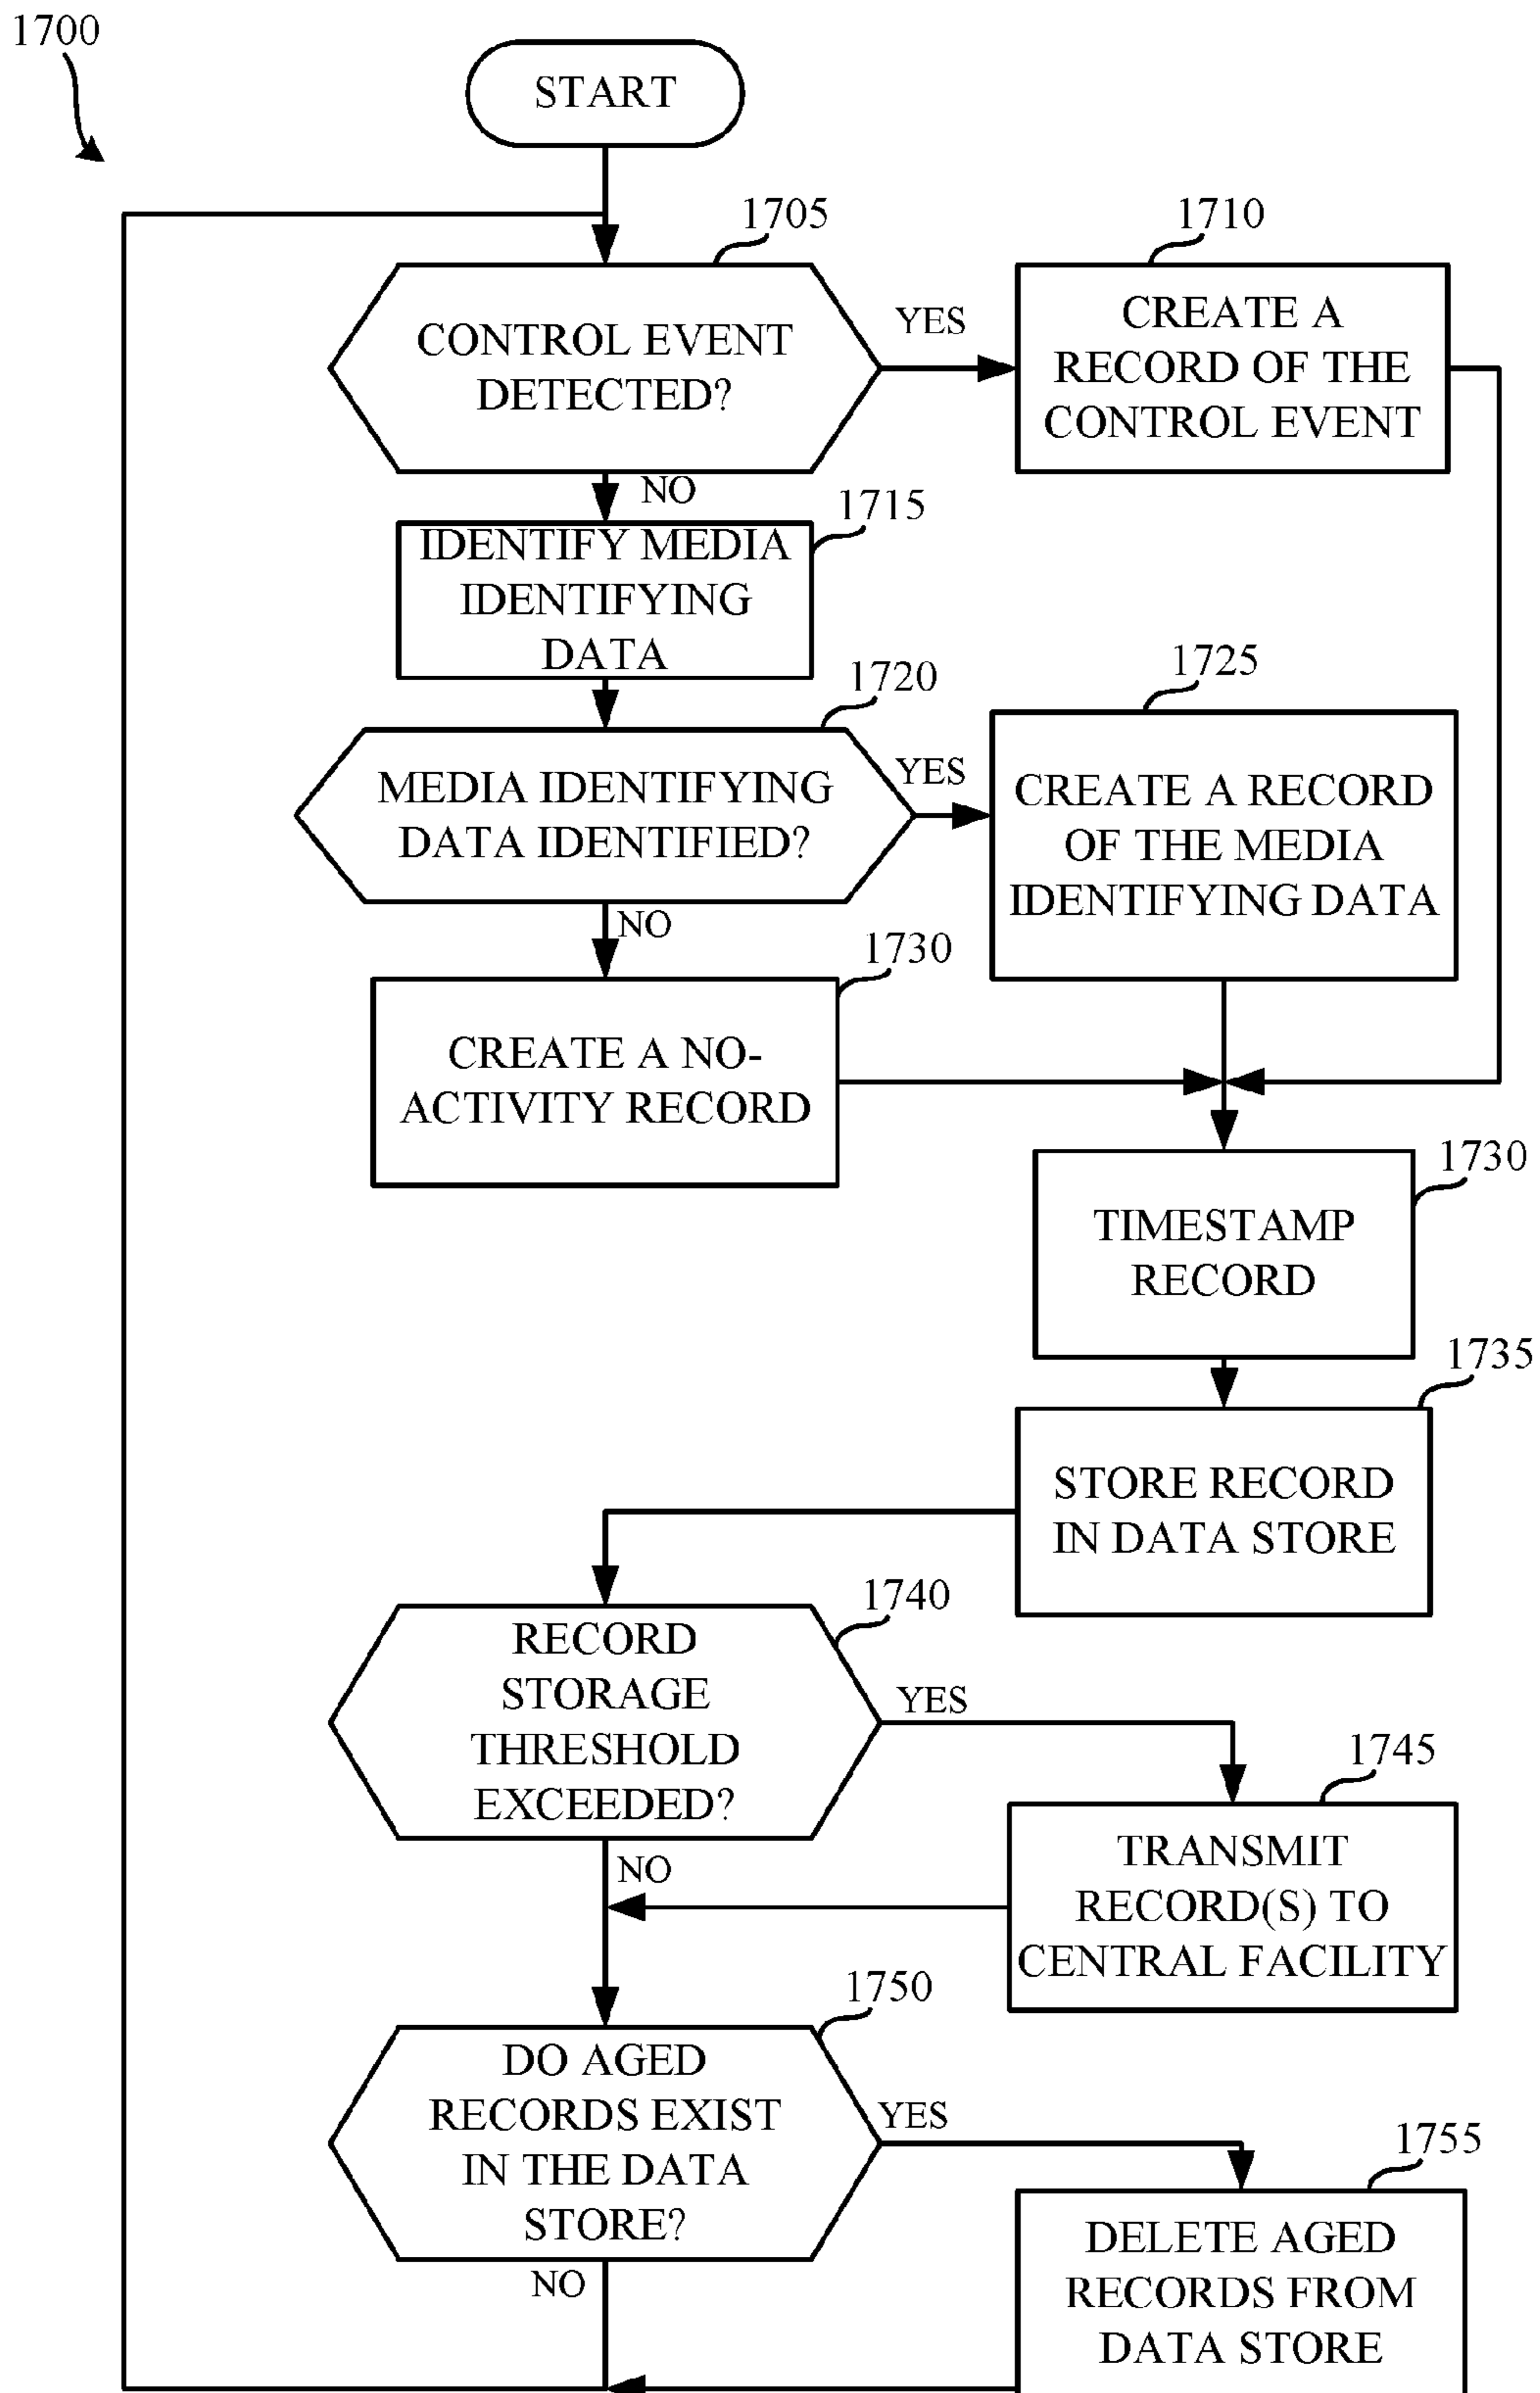 1700
START
1705
1710
CONTROL EVENT
DETECTED?
YES
CREATE A
RECORD OF THE
CONTROL EVENT
NO
1715
IDENTIFY MEDIA
IDENTIFYING
DATA
1720
1725
MEDIA IDENTIFYING
DATA IDENTIFIED?
YES
CREATE A RECORD
OF THE MEDIA
IDENTIFYING DATA
NO
1730
CREATE A NO-
ACTIVITY RECORD
1730
TIMESTAMP
RECORD
1735
STORE RECORD
IN DATA STORE
1740
RECORD
STORAGE
THRESHOLD
EXCEEDED?
YES
1745
TRANSMIT
RECORD(S) TO
CENTRAL FACILITY
NO
1750
DO AGED
RECORDS EXIST
IN THE DATA
STORE?
YES
1755
DELETE AGED
RECORDS FROM
DATA STORE
NO